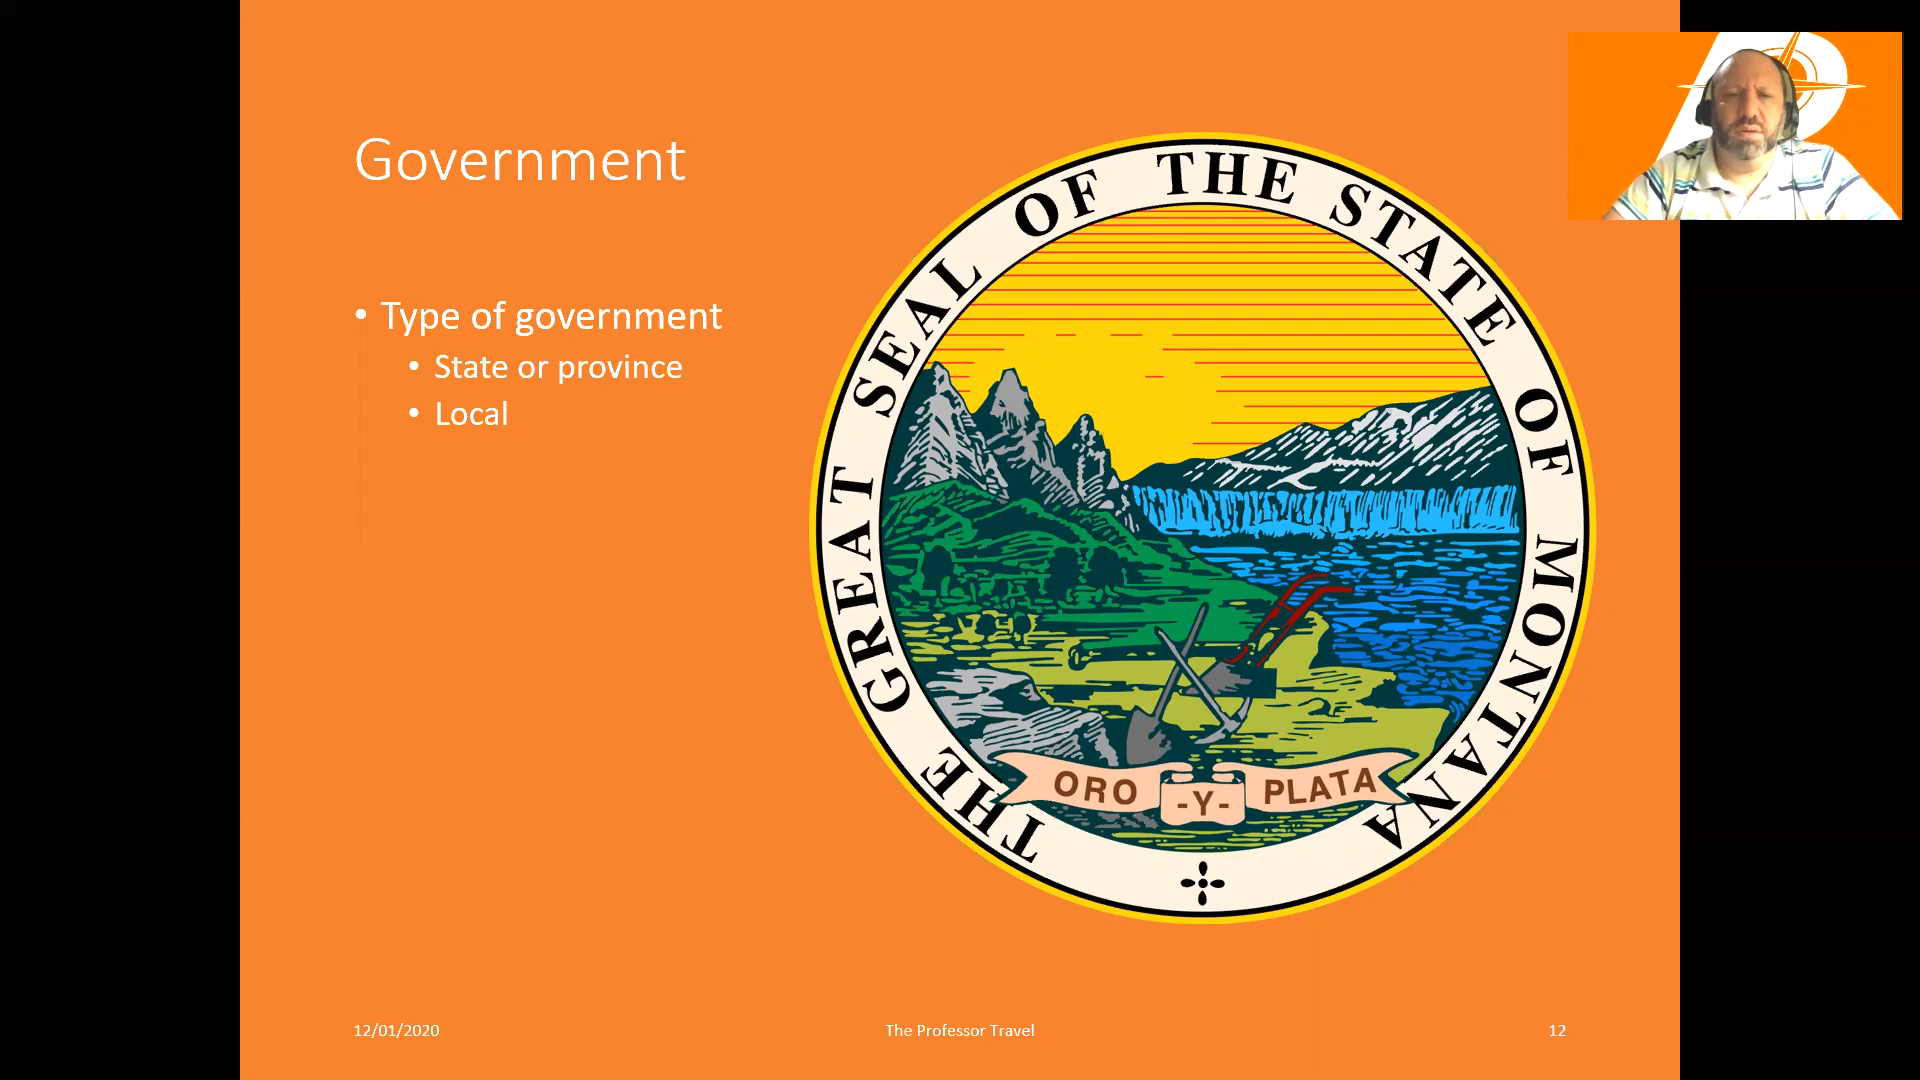 Government
• Type of government
• State or province
• Local
THE GREAT SEAL OF THE STATE OF MONTANA
ORO -Y- PLATA
12/01/2020
The Professor Travel
12